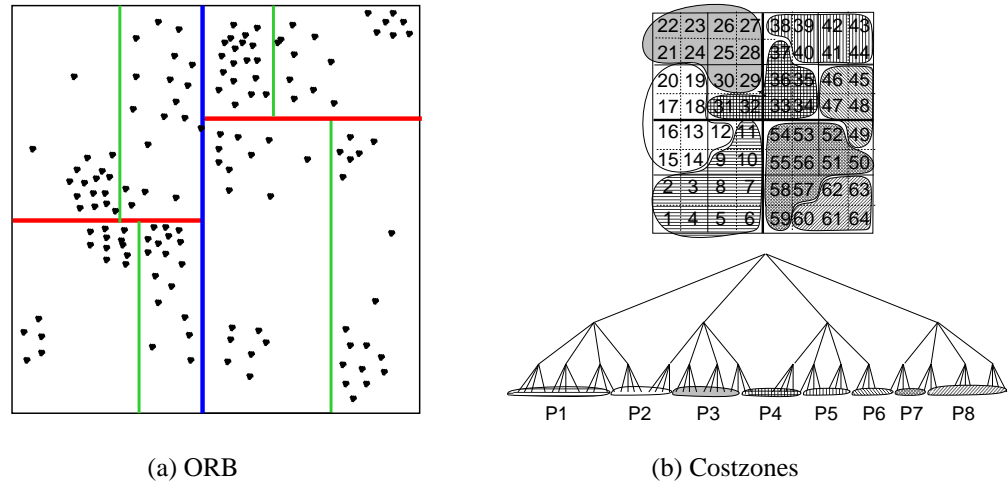 22 23 26 27 38 39 42 43
21 24 25 28 37 40 41 44
20 19 30 29 36 35 46 45
17 18 31 32 33 34 47 48
16 13 12 11 54 53 52 49
15 14 9 10 55 56 51 50
2 3 8 7 58 57 62 63
1 4 5 6 59 60 61 64
P1 P2 P3 P4 P5 P6 P7 P8
(a) ORB (b) Costzones